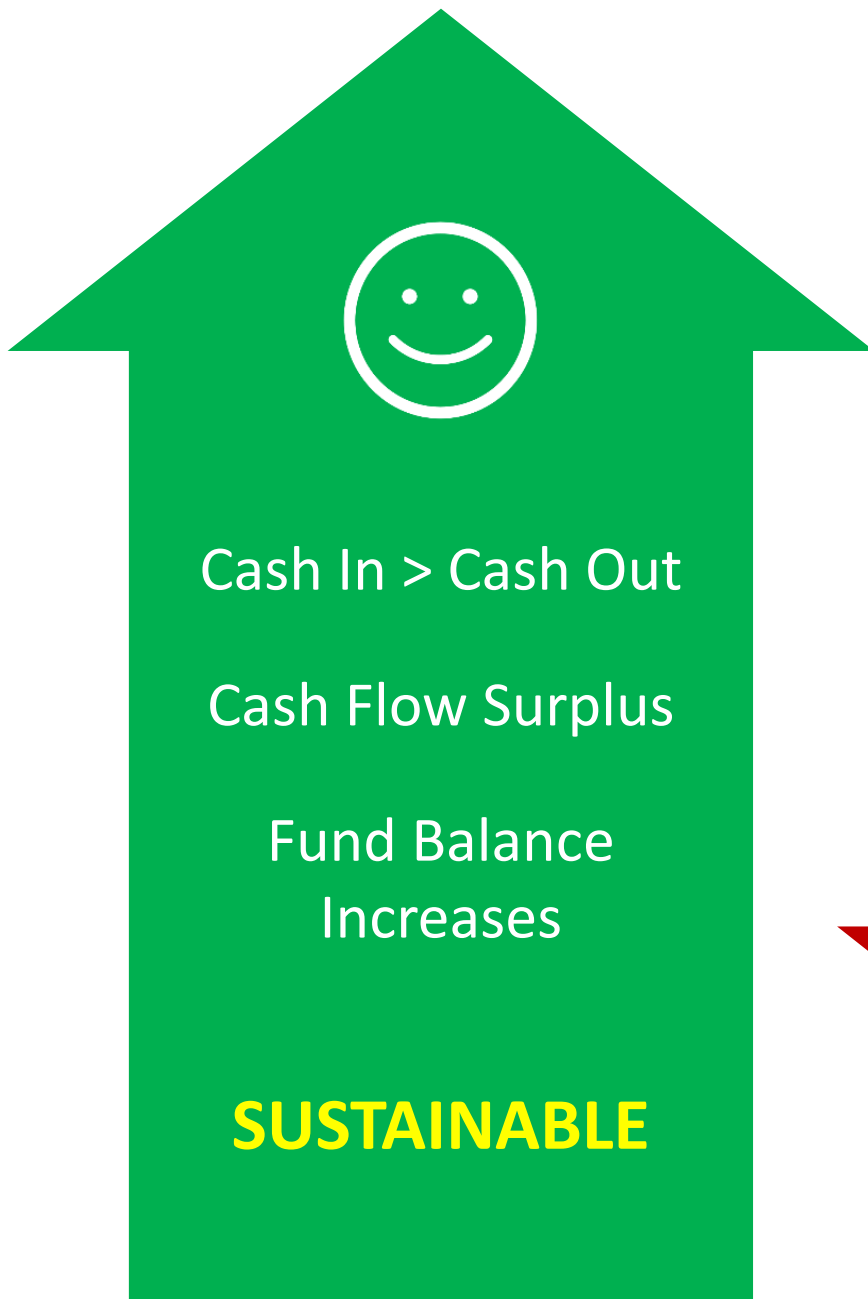 Cash In > Cash Out
Cash Flow Surplus
Fund Balance
Increases
SUSTAINABLE